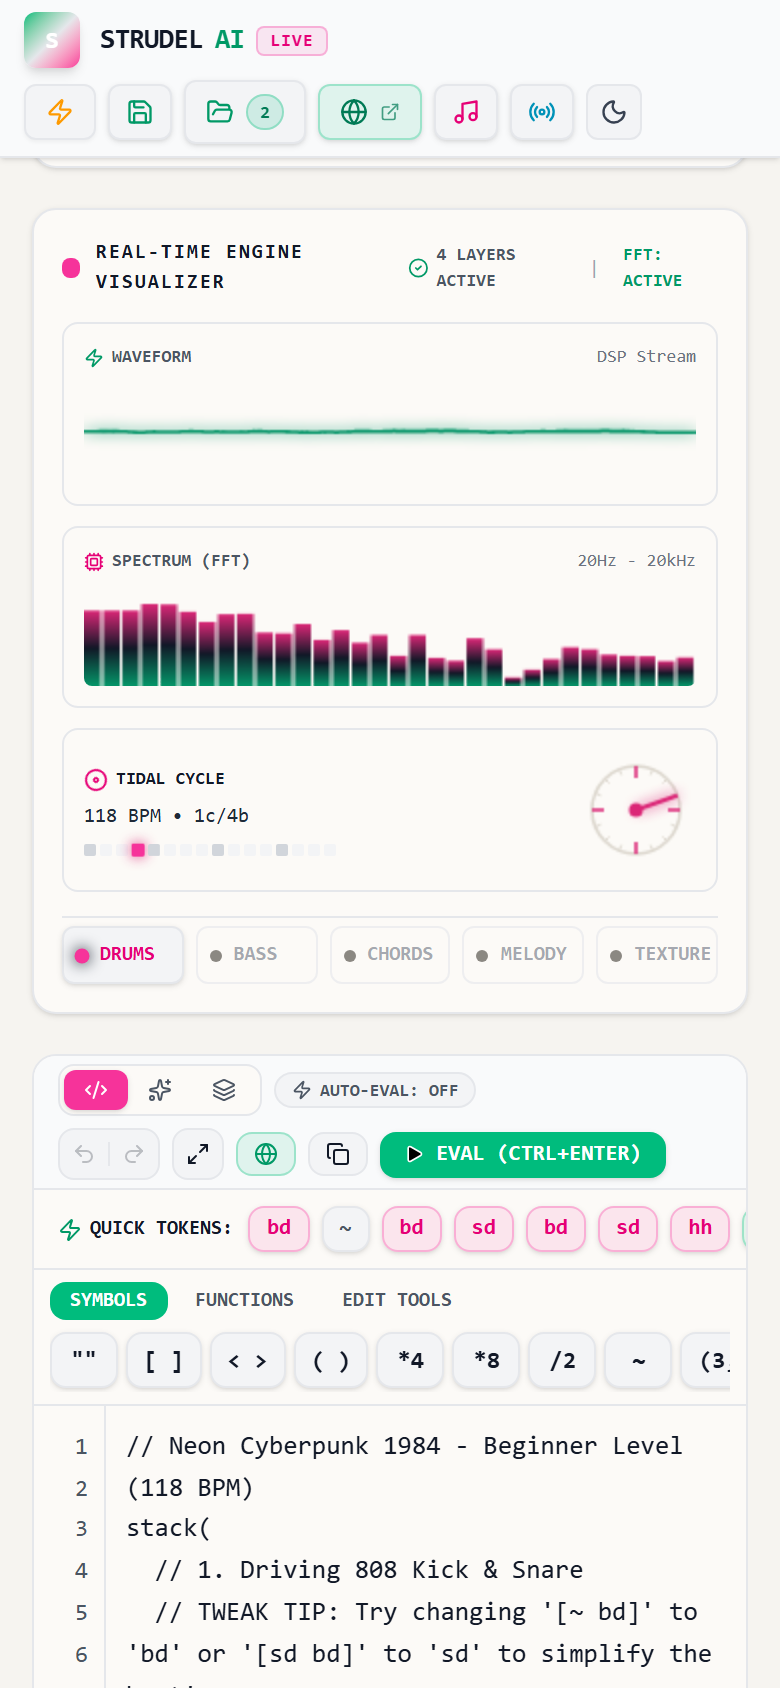 S STRUDEL AI LIVE
2
REAL-TIME ENGINE
VISUALIZER
4 LAYERS
ACTIVE
|
FFT:
ACTIVE
WAVEFORM DSP Stream
SPECTRUM (FFT) 20Hz - 20kHz
TIDAL CYCLE
118 BPM • 1c/4b
DRUMS BASS CHORDS MELODY TEXTURE
</> AUTO-EVAL: OFF
EVAL (CTRL+ENTER)
QUICK TOKENS: bd ~ bd sd bd sd hh
SYMBOLS FUNCTIONS EDIT TOOLS
"" [ ] < > ( ) *4 *8 /2 ~ (3,
1 // Neon Cyberpunk 1984 - Beginner Level
2 (118 BPM)
3 stack(
4 // 1. Driving 808 Kick & Snare
5 // TWEAK TIP: Try changing '[~ bd]' to
6 'bd' or '[sd bd]' to 'sd' to simplify the